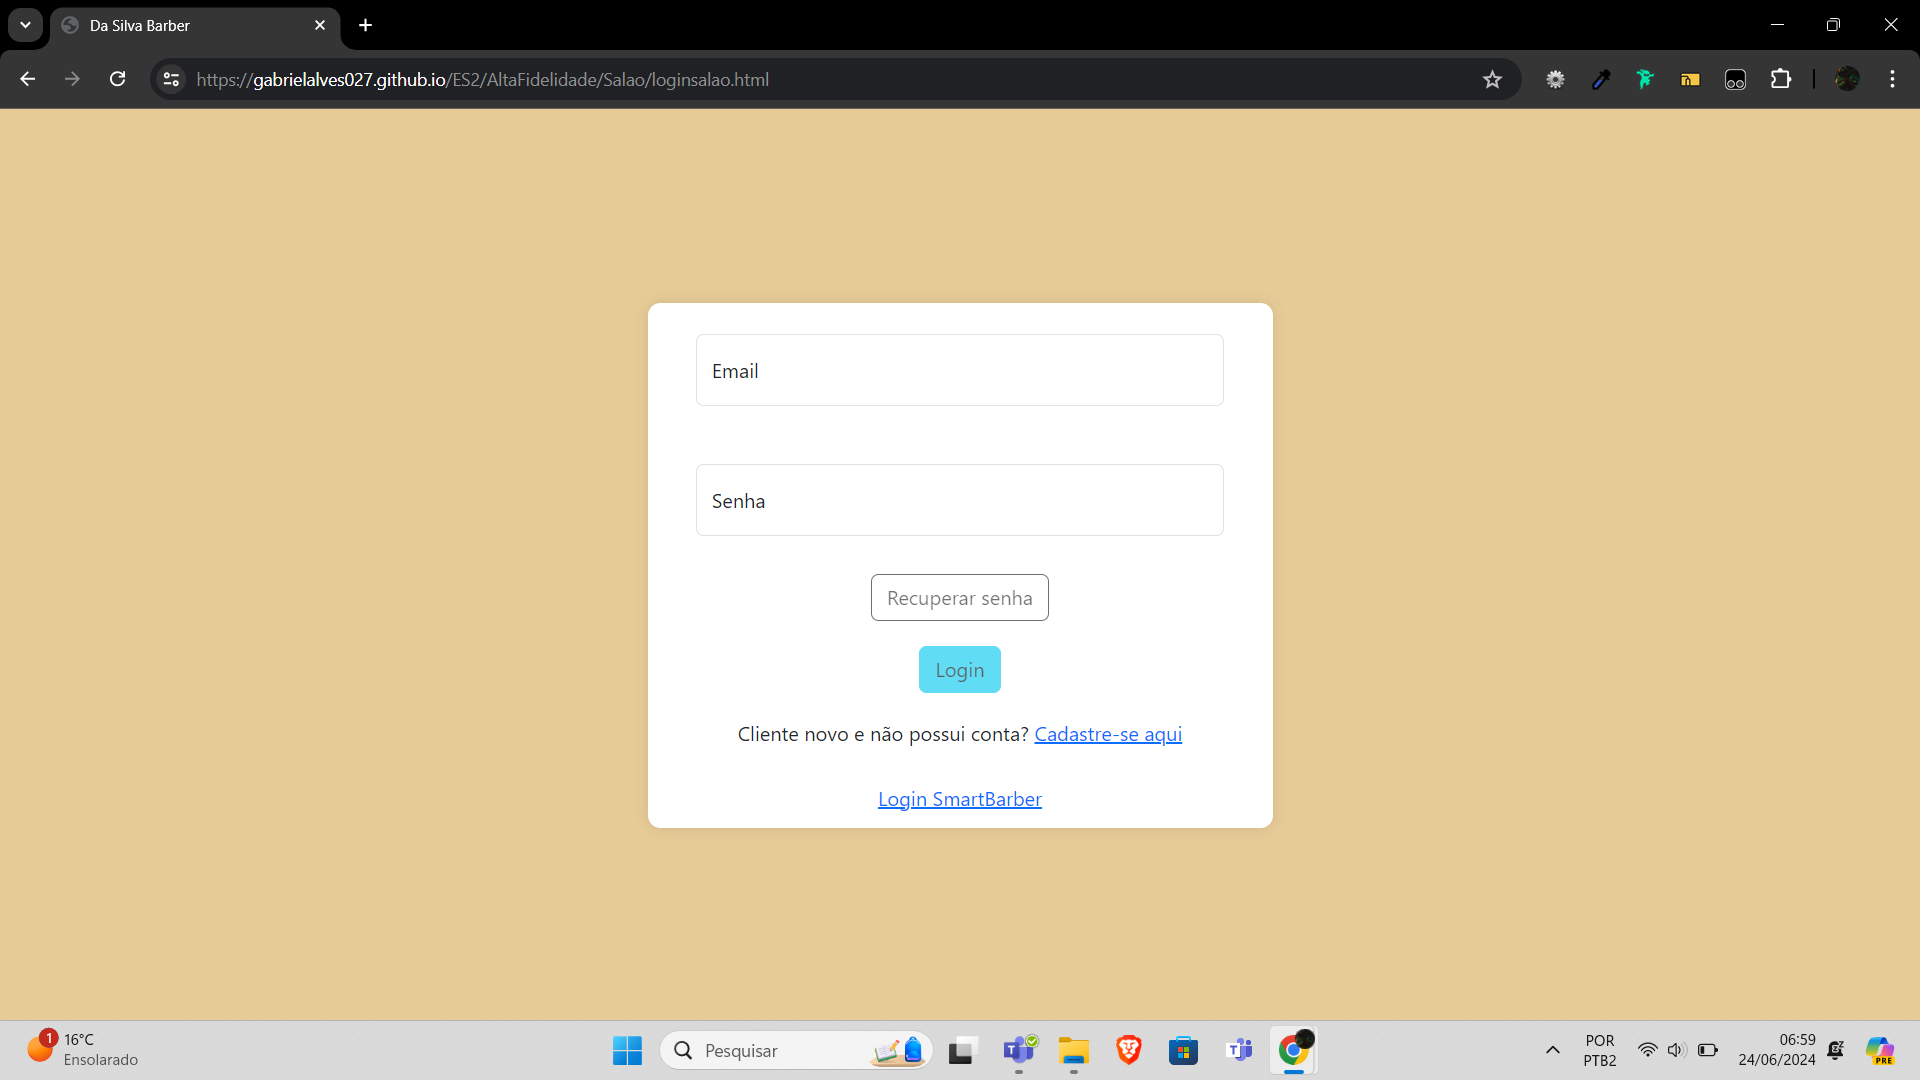 Da Silva Barber
https://gabrielalves027.github.io/ES2/AltaFidelidade/Salao/loginsalao.html
Email
Senha
Recuperar senha
Login
Cliente novo e não possui conta? Cadastre-se aqui
Login SmartBarber
1
16°C
Ensolarado
Pesquisar
PRE
POR
PTB2
06:59
24/06/2024